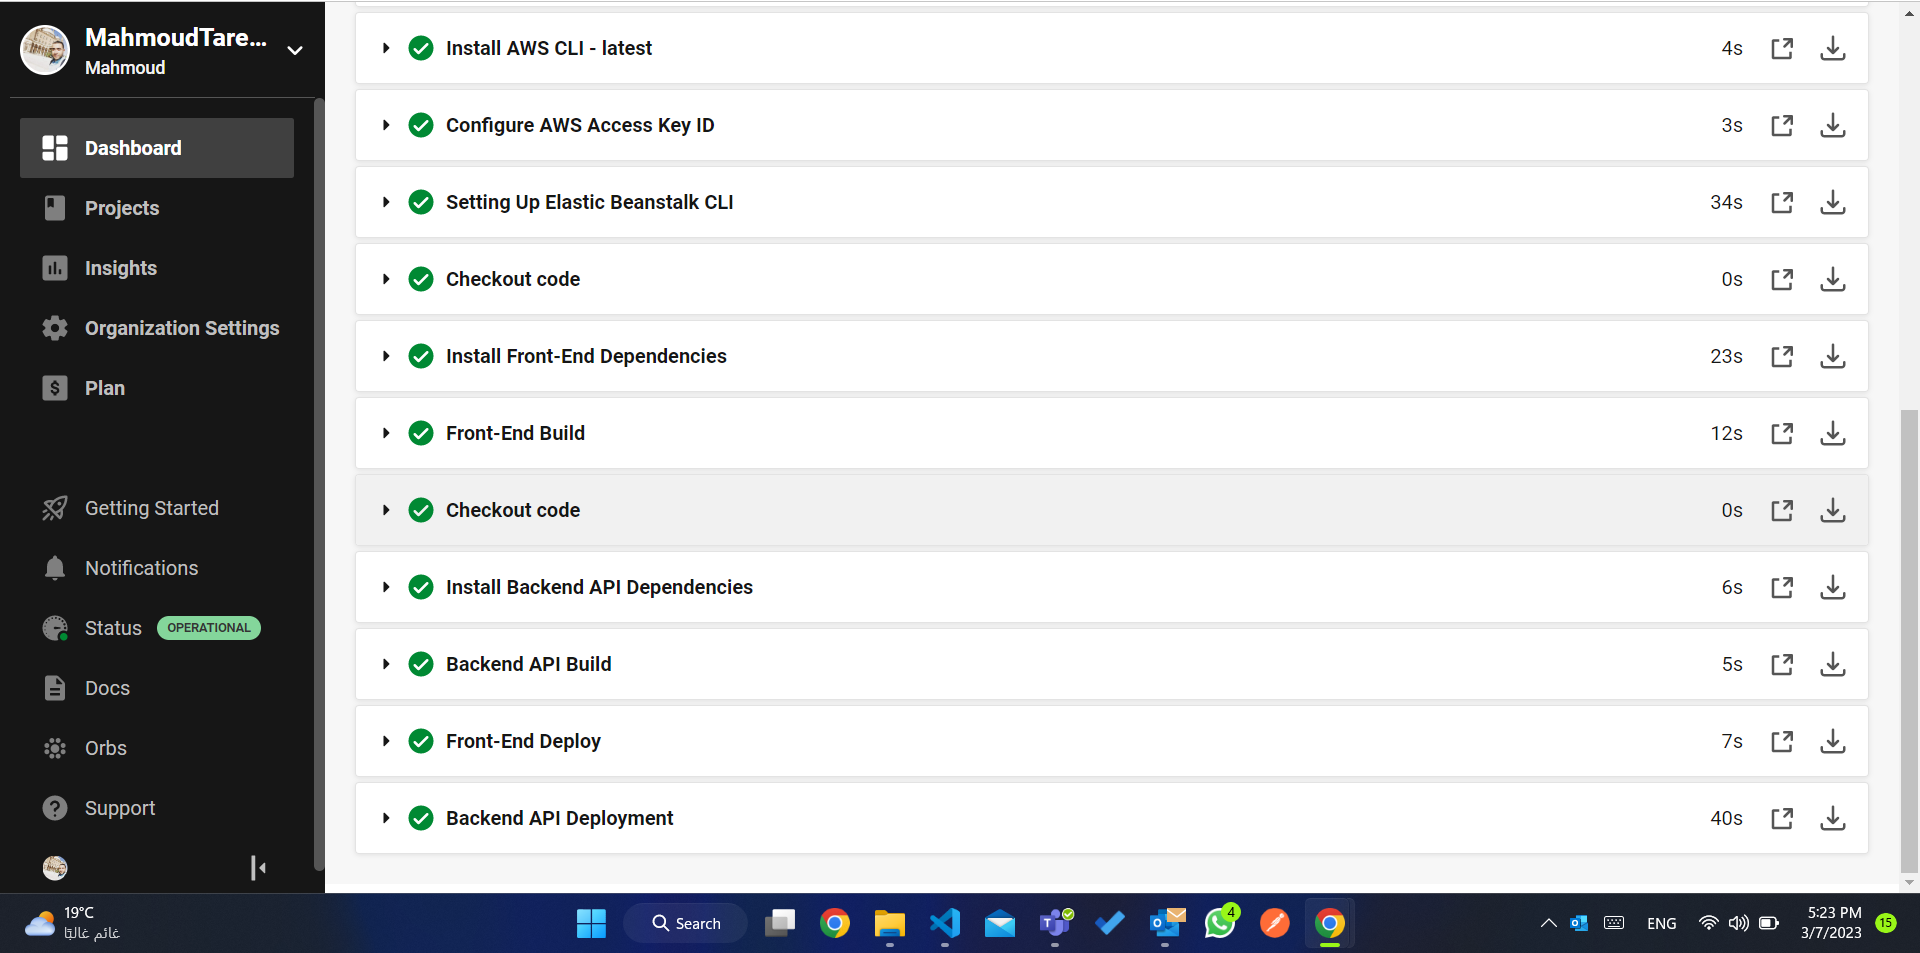 MahmoudTare...
Mahmoud
Dashboard
Projects
Insights
Organization Settings
Plan
Getting Started
Notifications
Status OPERATIONAL
Docs
Orbs
Support
Install AWS CLI - latest 4s
Configure AWS Access Key ID 3s
Setting Up Elastic Beanstalk CLI 34s
Checkout code 0s
Install Front-End Dependencies 23s
Front-End Build 12s
Checkout code 0s
Install Backend API Dependencies 6s
Backend API Build 5s
Front-End Deploy 7s
Backend API Deployment 40s
19°C
غائم غالبًا
Search
4
ENG
5:23 PM
3/7/2023
15